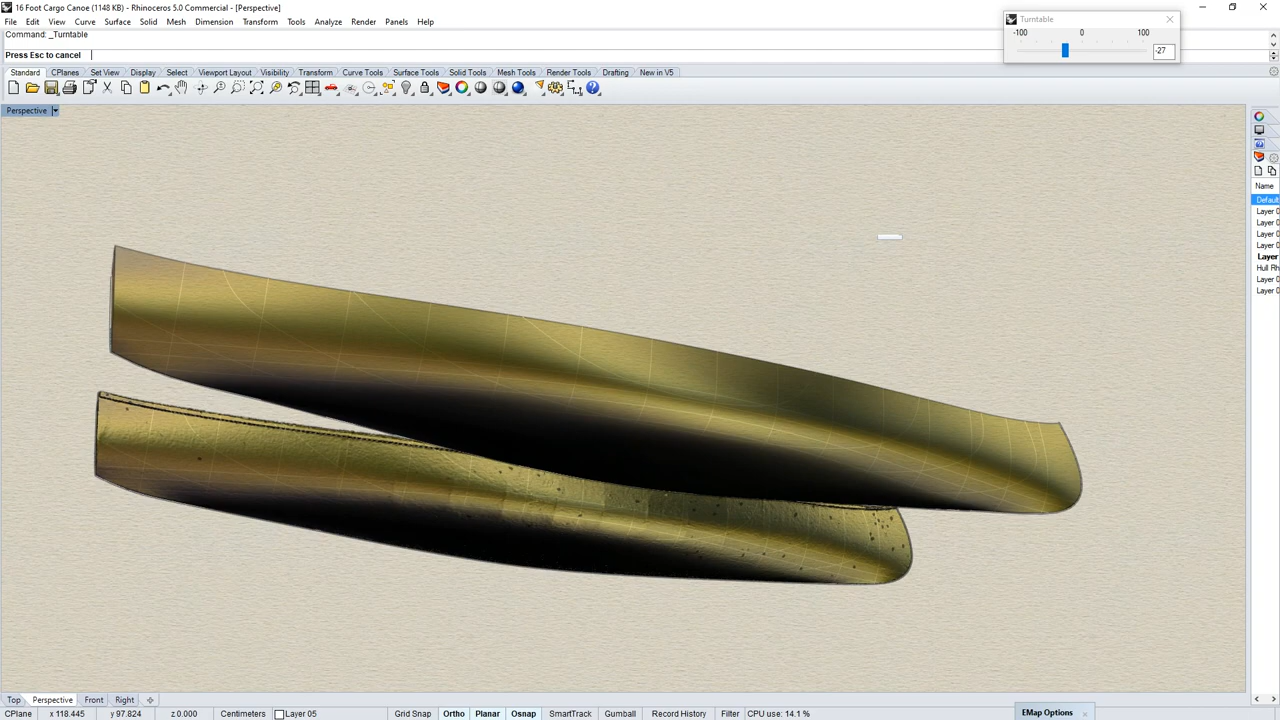 16 Foot Cargo Canoe (1148 KB) - Rhinoceros 5.0 Commercial - [Perspective]
File Edit View Curve Surface Solid Mesh Dimension Transform Tools Analyze Render Panels Help
Command: _Turntable
Press Esc to cancel
Turntable
-100 0 100
-27
Standard CPlanes Set View Display Select Viewport Layout Visibility Transform Curve Tools Surface Tools Solid Tools Mesh Tools Render Tools Drafting New in V5
Perspective
Name
Default
Layer 0
Layer 0
Layer 0
Layer 0
Layer
Hull Rh
Layer 0
Layer 0
Top Perspective Front Right
CPlane x 118.445 y 97.824 z 0.000 Centimeters Layer 05 Grid Snap Ortho Planar Osnap SmartTrack Gumball Record History Filter CPU use: 14.1 %
EMap Options